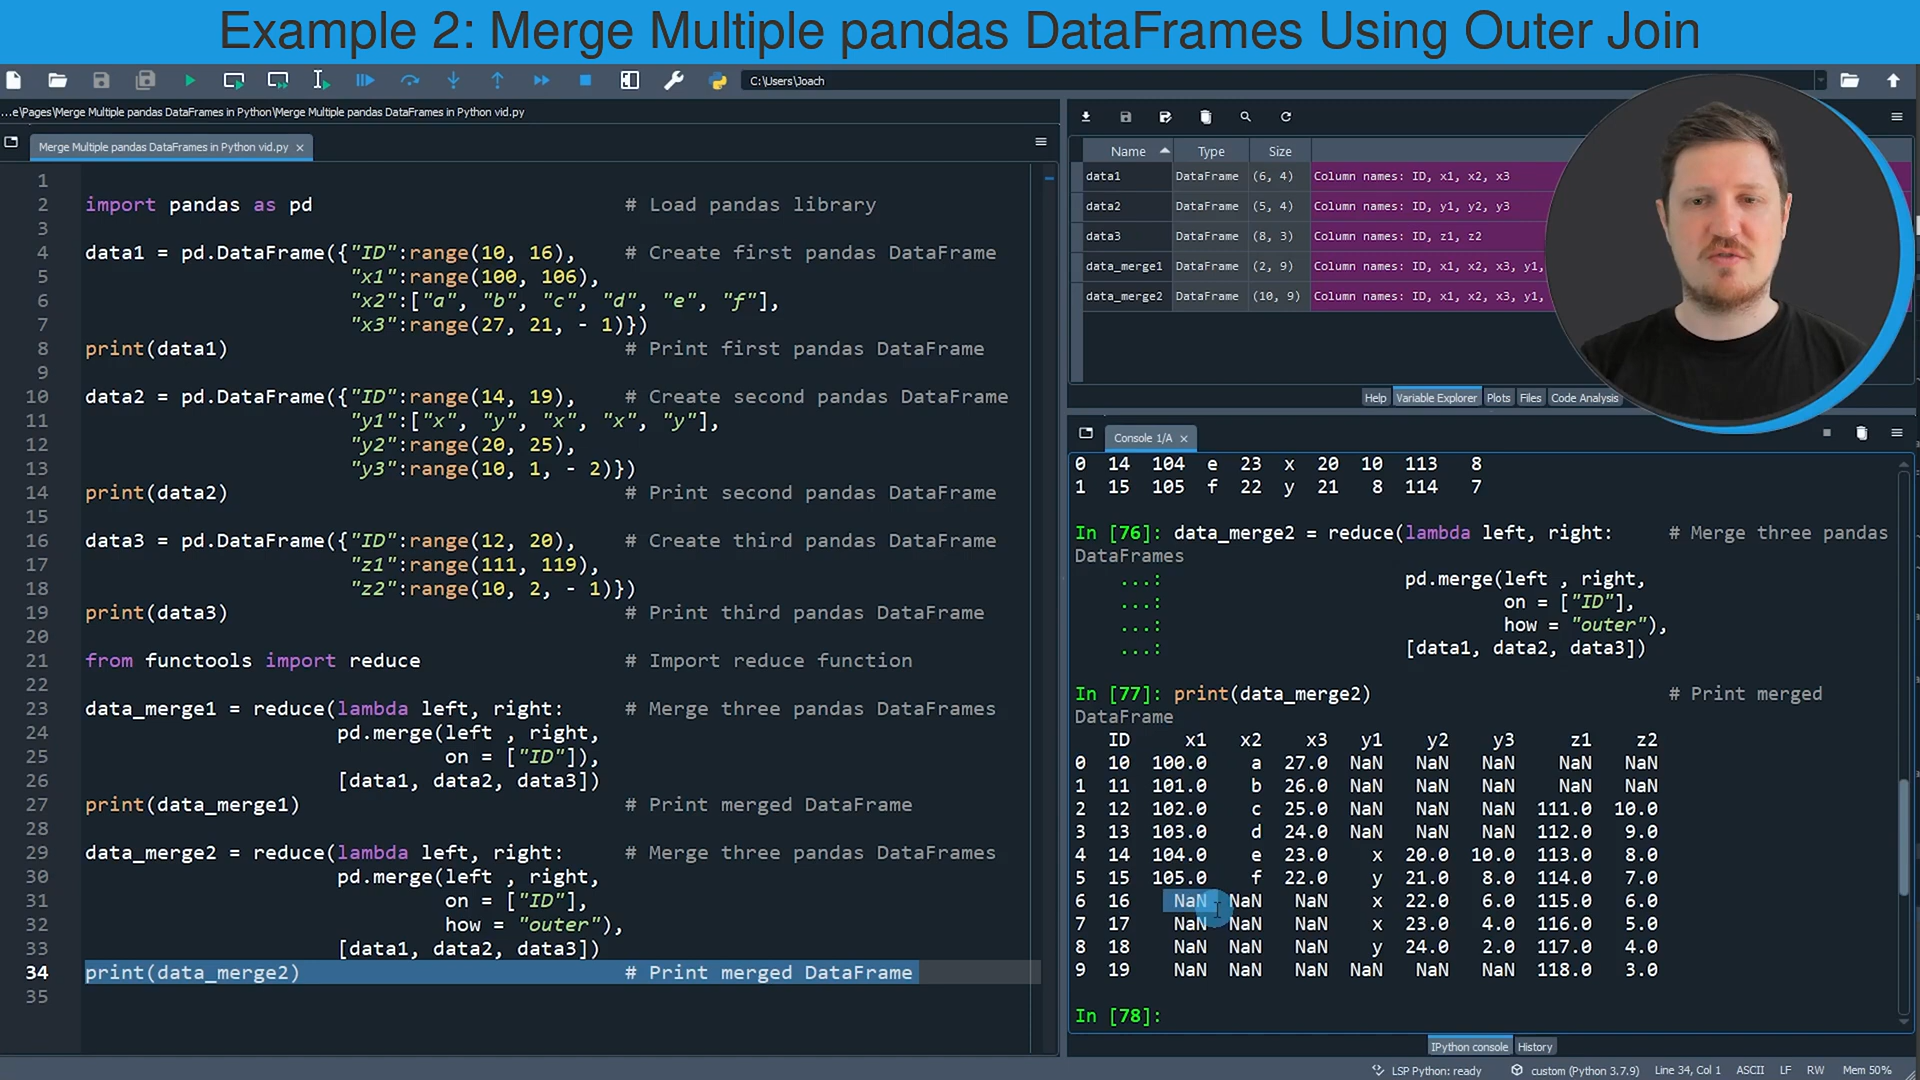 Example 2: Merge Multiple pandas DataFrames Using Outer Join
C:\Users\Joach
...e\Pages\Merge Multiple pandas DataFrames in Python\Merge Multiple pandas DataFrames in Python vid.py
Merge Multiple pandas DataFrames in Python vid.py
1
2 import pandas as pd # Load pandas library
3
4 data1 = pd.DataFrame({"ID":range(10, 16), # Create first pandas DataFrame
5 "x1":range(100, 106),
6 "x2":["a", "b", "c", "d", "e", "f"],
7 "x3":range(27, 21, - 1)})
8 print(data1) # Print first pandas DataFrame
9
10 data2 = pd.DataFrame({"ID":range(14, 19), # Create second pandas DataFrame
11 "y1":["x", "y", "x", "x", "y"],
12 "y2":range(20, 25),
13 "y3":range(10, 1, - 2)})
14 print(data2) # Print second pandas DataFrame
15
16 data3 = pd.DataFrame({"ID":range(12, 20), # Create third pandas DataFrame
17 "z1":range(111, 119),
18 "z2":range(10, 2, - 1)})
19 print(data3) # Print third pandas DataFrame
20
21 from functools import reduce # Import reduce function
22
23 data_merge1 = reduce(lambda left, right: # Merge three pandas DataFrames
24 pd.merge(left , right,
25 on = ["ID"]),
26 [data1, data2, data3])
27 print(data_merge1) # Print merged DataFrame
28
29 data_merge2 = reduce(lambda left, right: # Merge three pandas DataFrames
30 pd.merge(left , right,
31 on = ["ID"],
32 how = "outer"),
33 [data1, data2, data3])
34 print(data_merge2) # Print merged DataFrame
35
Name Type Size
data1 DataFrame (6, 4) Column names: ID, x1, x2, x3
data2 DataFrame (5, 4) Column names: ID, y1, y2, y3
data3 DataFrame (8, 3) Column names: ID, z1, z2
data_merge1 DataFrame (2, 9) Column names: ID, x1, x2, x3, y1,
data_merge2 DataFrame (10, 9) Column names: ID, x1, x2, x3, y1,
Help Variable Explorer Plots Files Code Analysis
Console 1/A
0 14 104 e 23 x 20 10 113 8
1 15 105 f 22 y 21 8 114 7
In [76]: data_merge2 = reduce(lambda left, right: # Merge three pandas
DataFrames
...: pd.merge(left , right,
...: on = ["ID"],
...: how = "outer"),
...: [data1, data2, data3])
In [77]: print(data_merge2) # Print merged
DataFrame
ID x1 x2 x3 y1 y2 y3 z1 z2
0 10 100.0 a 27.0 NaN NaN NaN NaN NaN
1 11 101.0 b 26.0 NaN NaN NaN NaN NaN
2 12 102.0 c 25.0 NaN NaN NaN 111.0 10.0
3 13 103.0 d 24.0 NaN NaN NaN 112.0 9.0
4 14 104.0 e 23.0 x 20.0 10.0 113.0 8.0
5 15 105.0 f 22.0 y 21.0 8.0 114.0 7.0
6 16 NaN NaN NaN x 22.0 6.0 115.0 6.0
7 17 NaN NaN NaN x 23.0 4.0 116.0 5.0
8 18 NaN NaN NaN y 24.0 2.0 117.0 4.0
9 19 NaN NaN NaN NaN NaN NaN 118.0 3.0
In [78]:
IPython console History
LSP Python: ready custom (Python 3.7.9) Line 34, Col 1 ASCII LF RW Mem 50%